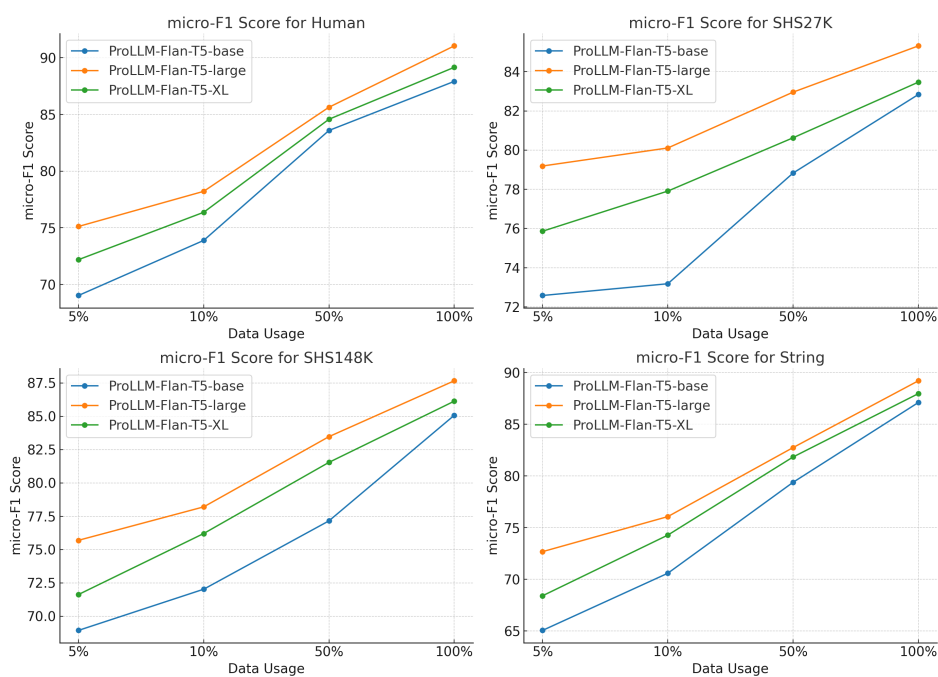 micro-F1 Score for Human
ProLLM-Flan-T5-base
ProLLM-Flan-T5-large
ProLLM-Flan-T5-XL
90
85
80
75
70
micro-F1 Score
5%
10%
50%
100%
Data Usage
micro-F1 Score for SHS27K
ProLLM-Flan-T5-base
ProLLM-Flan-T5-large
ProLLM-Flan-T5-XL
84
82
80
78
76
74
72
micro-F1 Score
5%
10%
50%
100%
Data Usage
micro-F1 Score for SHS148K
ProLLM-Flan-T5-base
ProLLM-Flan-T5-large
ProLLM-Flan-T5-XL
87.5
85.0
82.5
80.0
77.5
75.0
72.5
70.0
micro-F1 Score
5%
10%
50%
100%
Data Usage
micro-F1 Score for String
ProLLM-Flan-T5-base
ProLLM-Flan-T5-large
ProLLM-Flan-T5-XL
90
85
80
75
70
65
micro-F1 Score
5%
10%
50%
100%
Data Usage